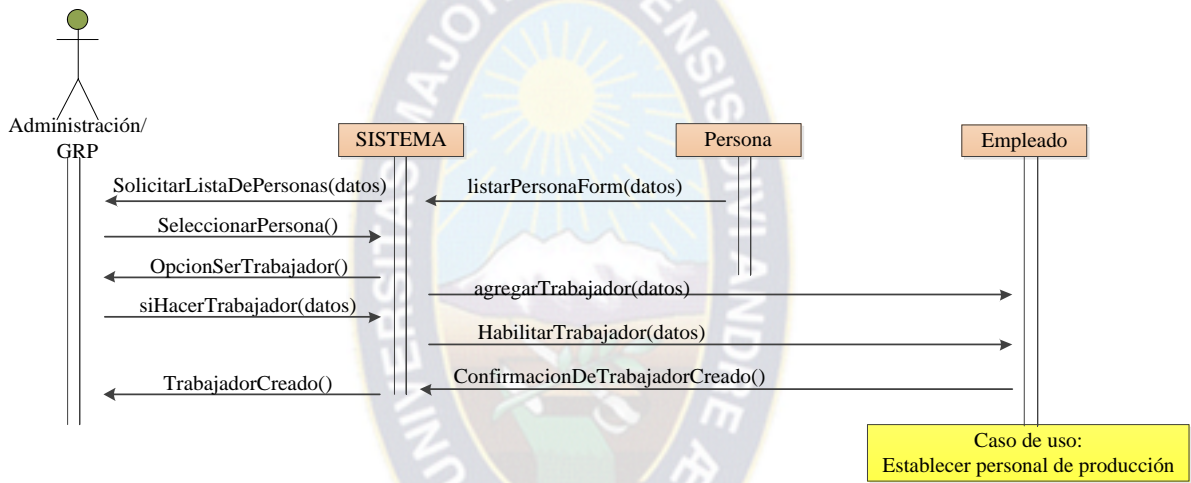 Administración/
GRP
SISTEMA
Persona
Empleado
SolicitarListaDePersonas(datos)
listarPersonaForm(datos)
SeleccionarPersona()
OpcionSerTrabajador()
agregarTrabajador(datos)
siHacerTrabajador(datos)
HabilitarTrabajador(datos)
ConfirmacionDeTrabajadorCreado()
TrabajadorCreado()
Caso de uso:
Establecer personal de producción